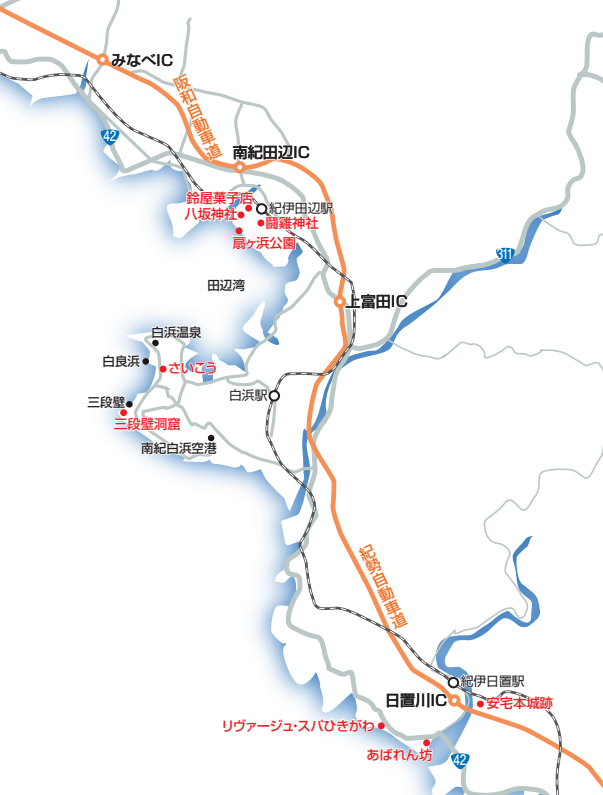 みなべIC
阪和自動車道
42
南紀田辺IC
鈴屋菓子店
紀伊田辺駅
八坂神社
闘雞神社
扇ヶ浜公園
311
田辺湾
上富田IC
白浜温泉
白良浜
さいこう
白浜駅
三段壁
三段壁洞窟
南紀白浜空港
紀勢自動車道
紀伊日置駅
日置川IC
安宅本城跡
リヴァージュ・スパひきがわ
あばれん坊
42